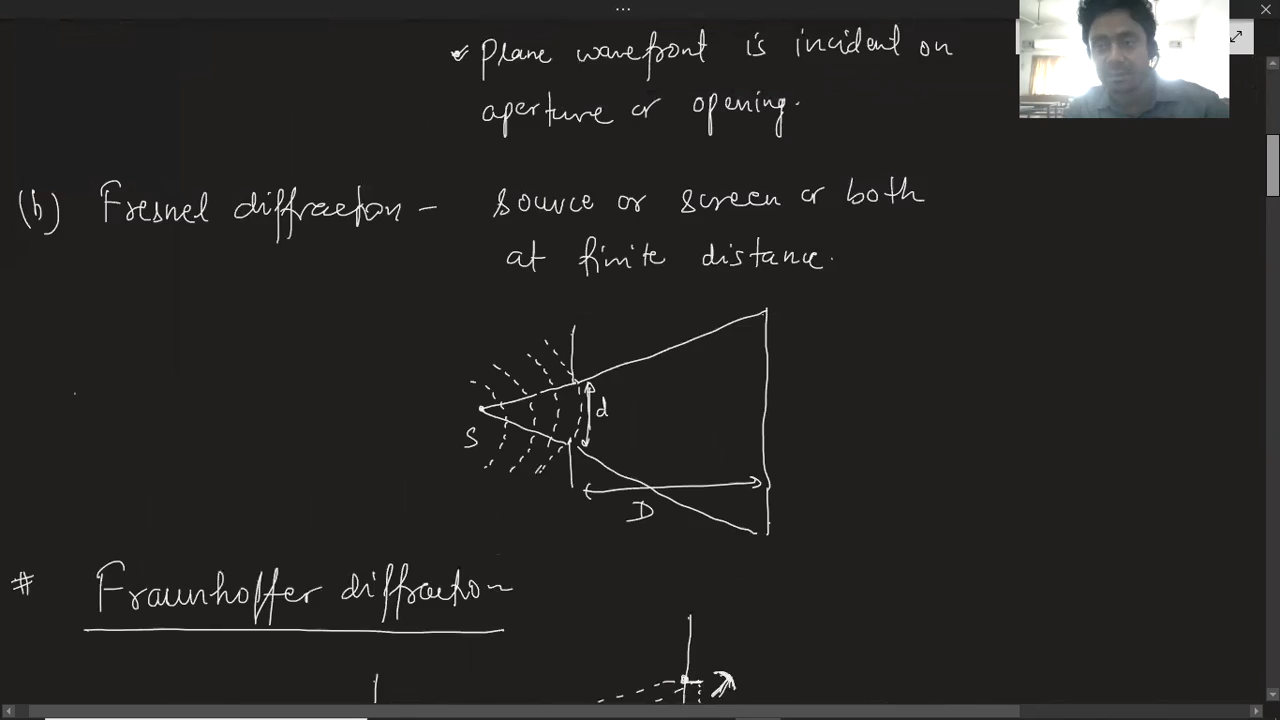 ✔ Plane wavefront is incident on
aperture or opening.
(b) Fresnel diffraction - source or screen or both
at finite distance.
S
d
D
# Fraunhoffer diffraction